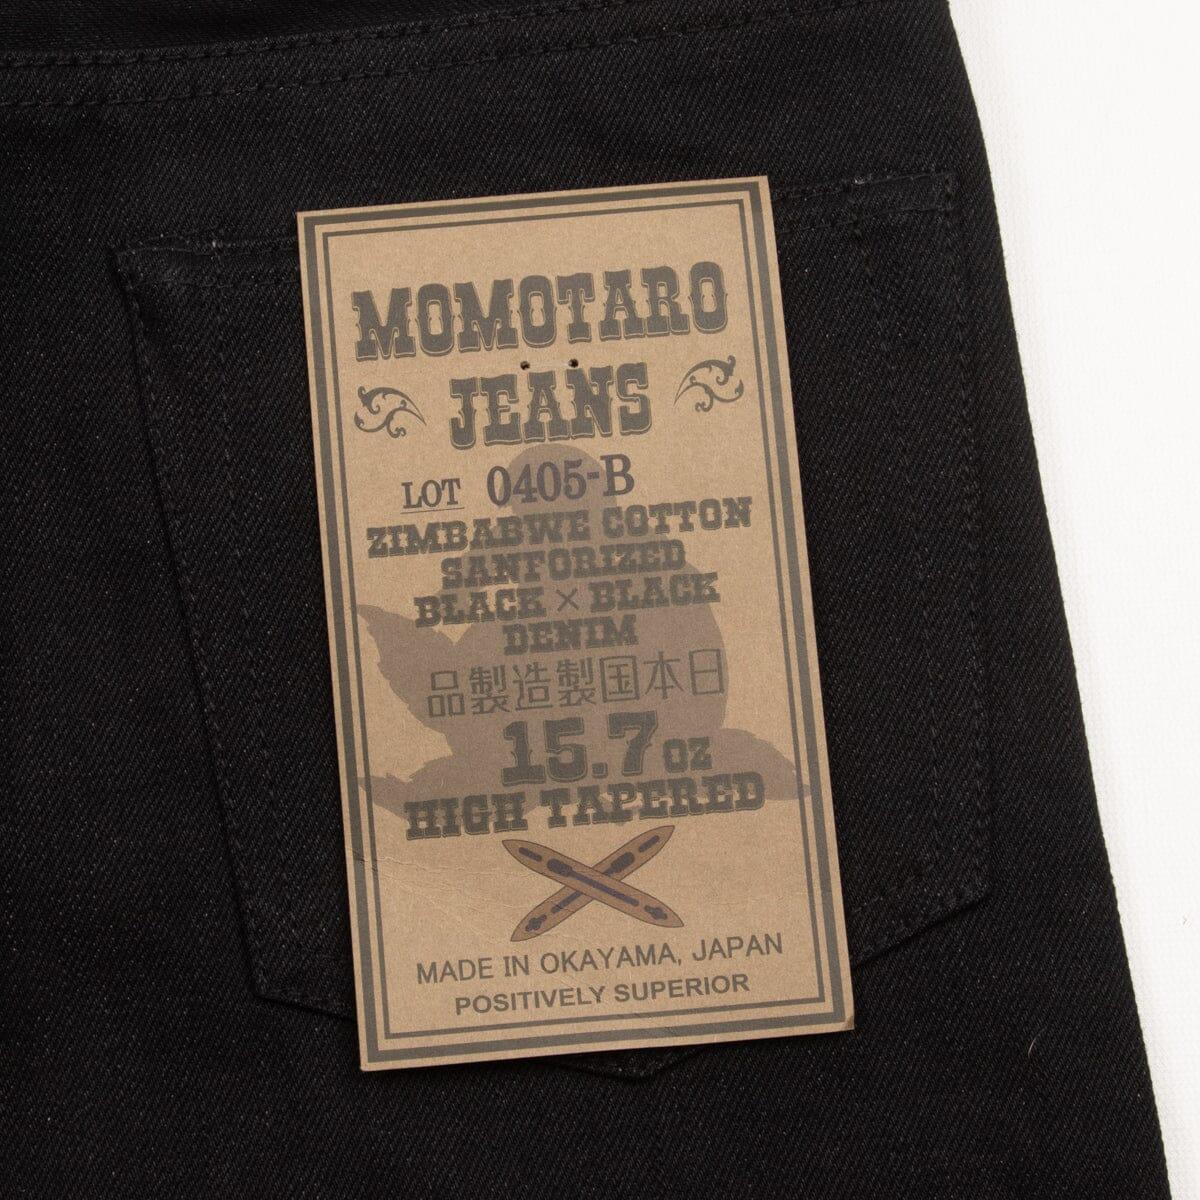 MOMOTARO
JEANS
LOT 0405-B
ZIMBABWE COTTON
SANFORIZED
BLACK × BLACK
DENIM
品製造製国本日
15.7 OZ
HIGH TAPERED
MADE IN OKAYAMA, JAPAN
POSITIVELY SUPERIOR